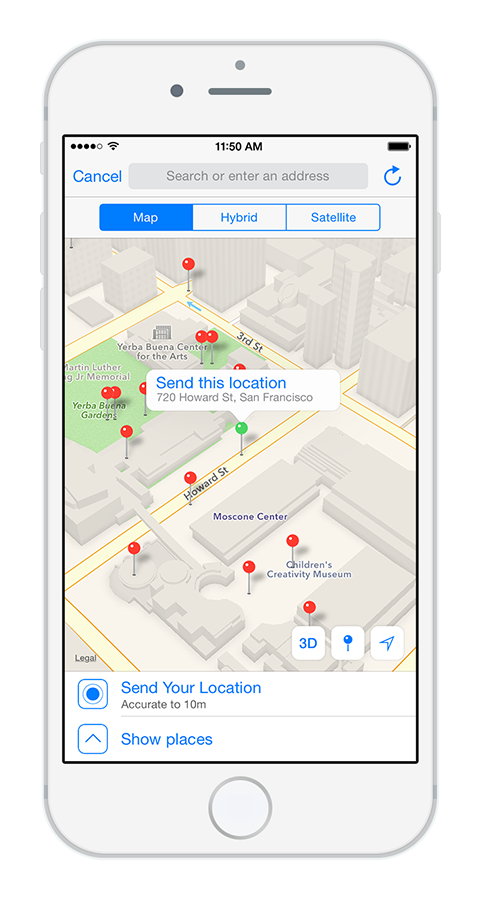 11:50 AM
Cancel
Search or enter an address
Map
Hybrid
Satellite
3rd St
Yerba Buena Center
for the Arts
Martin Luther
g Jr Memorial
Yerba Buena
Gardens
Send this location
720 Howard St, San Francisco
Howard St
Moscone Center
Children's
Creativity Museum
3D
Legal
Send Your Location
Accurate to 10m
Show places